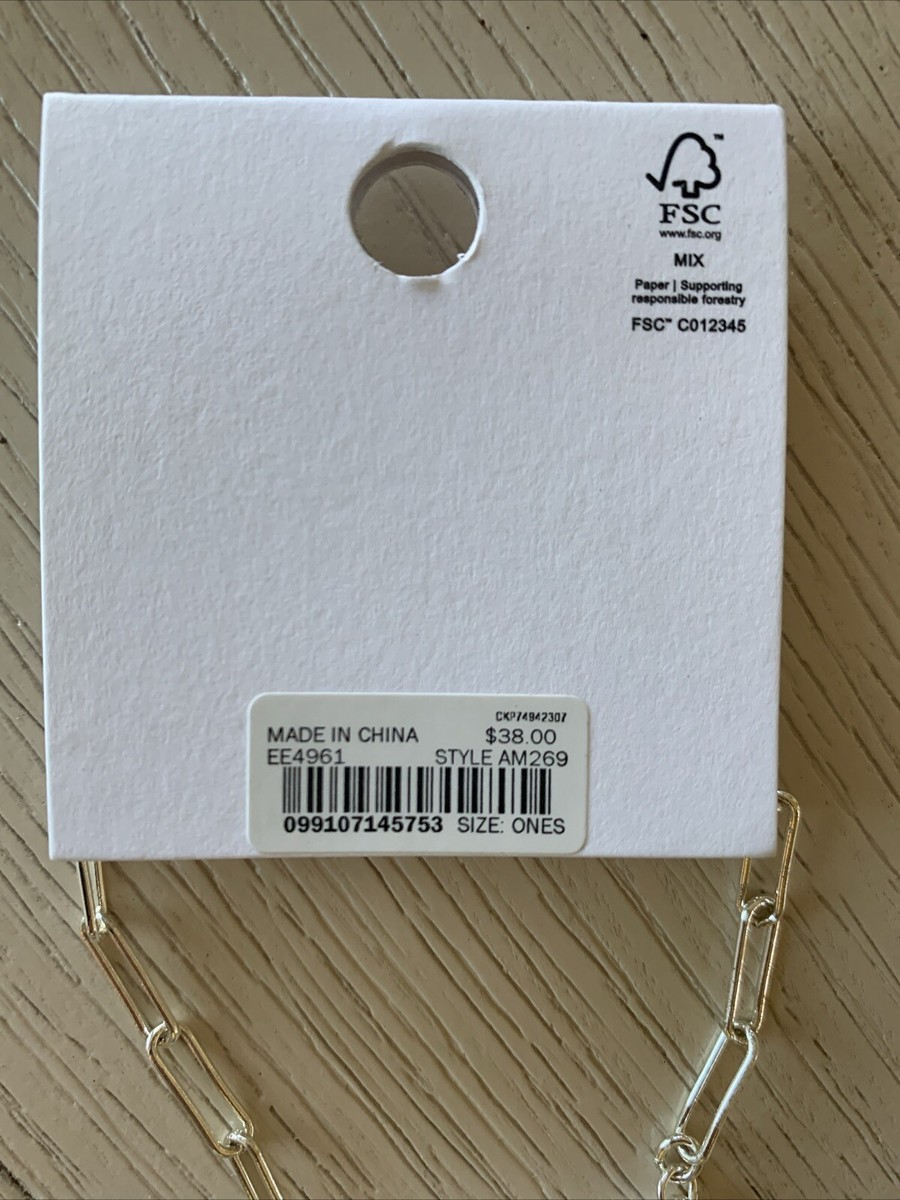 ™
FSC
www.fsc.org
MIX
Paper | Supporting
responsible forestry
FSC™ C012345
CKP74942307
MADE IN CHINA $38.00
EE4961 STYLE AM269
099107145753 SIZE: ONES